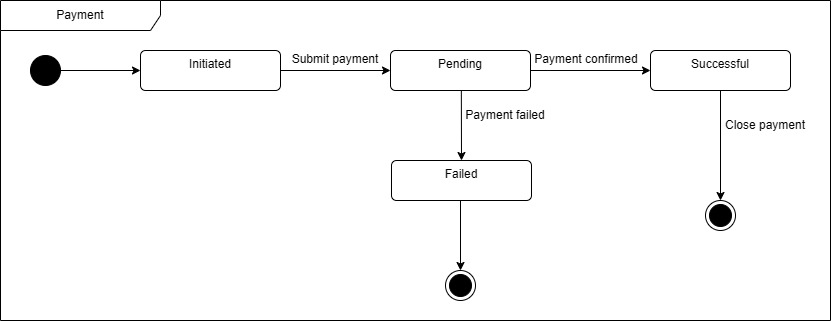 Payment
Initiated
Submit payment
Pending
Payment confirmed
Successful
Payment failed
Close payment
Failed